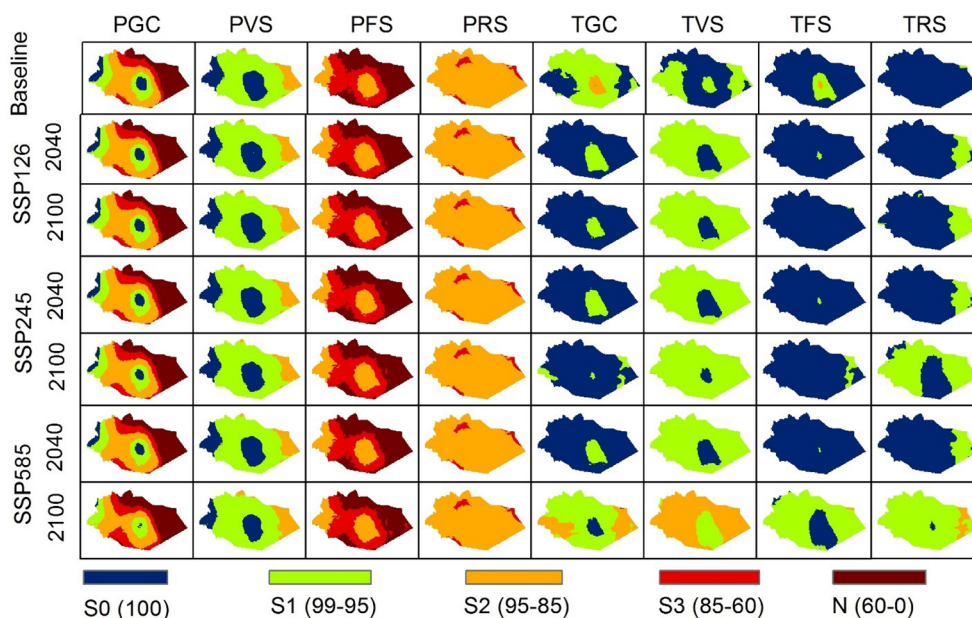 PGC PVS PFS PRS TGC TVS TFS TRS
Baseline
SSP126
2040
2100
SSP245
2040
2100
SSP585
2040
2100
S0 (100) S1 (99-95) S2 (95-85) S3 (85-60) N (60-0)